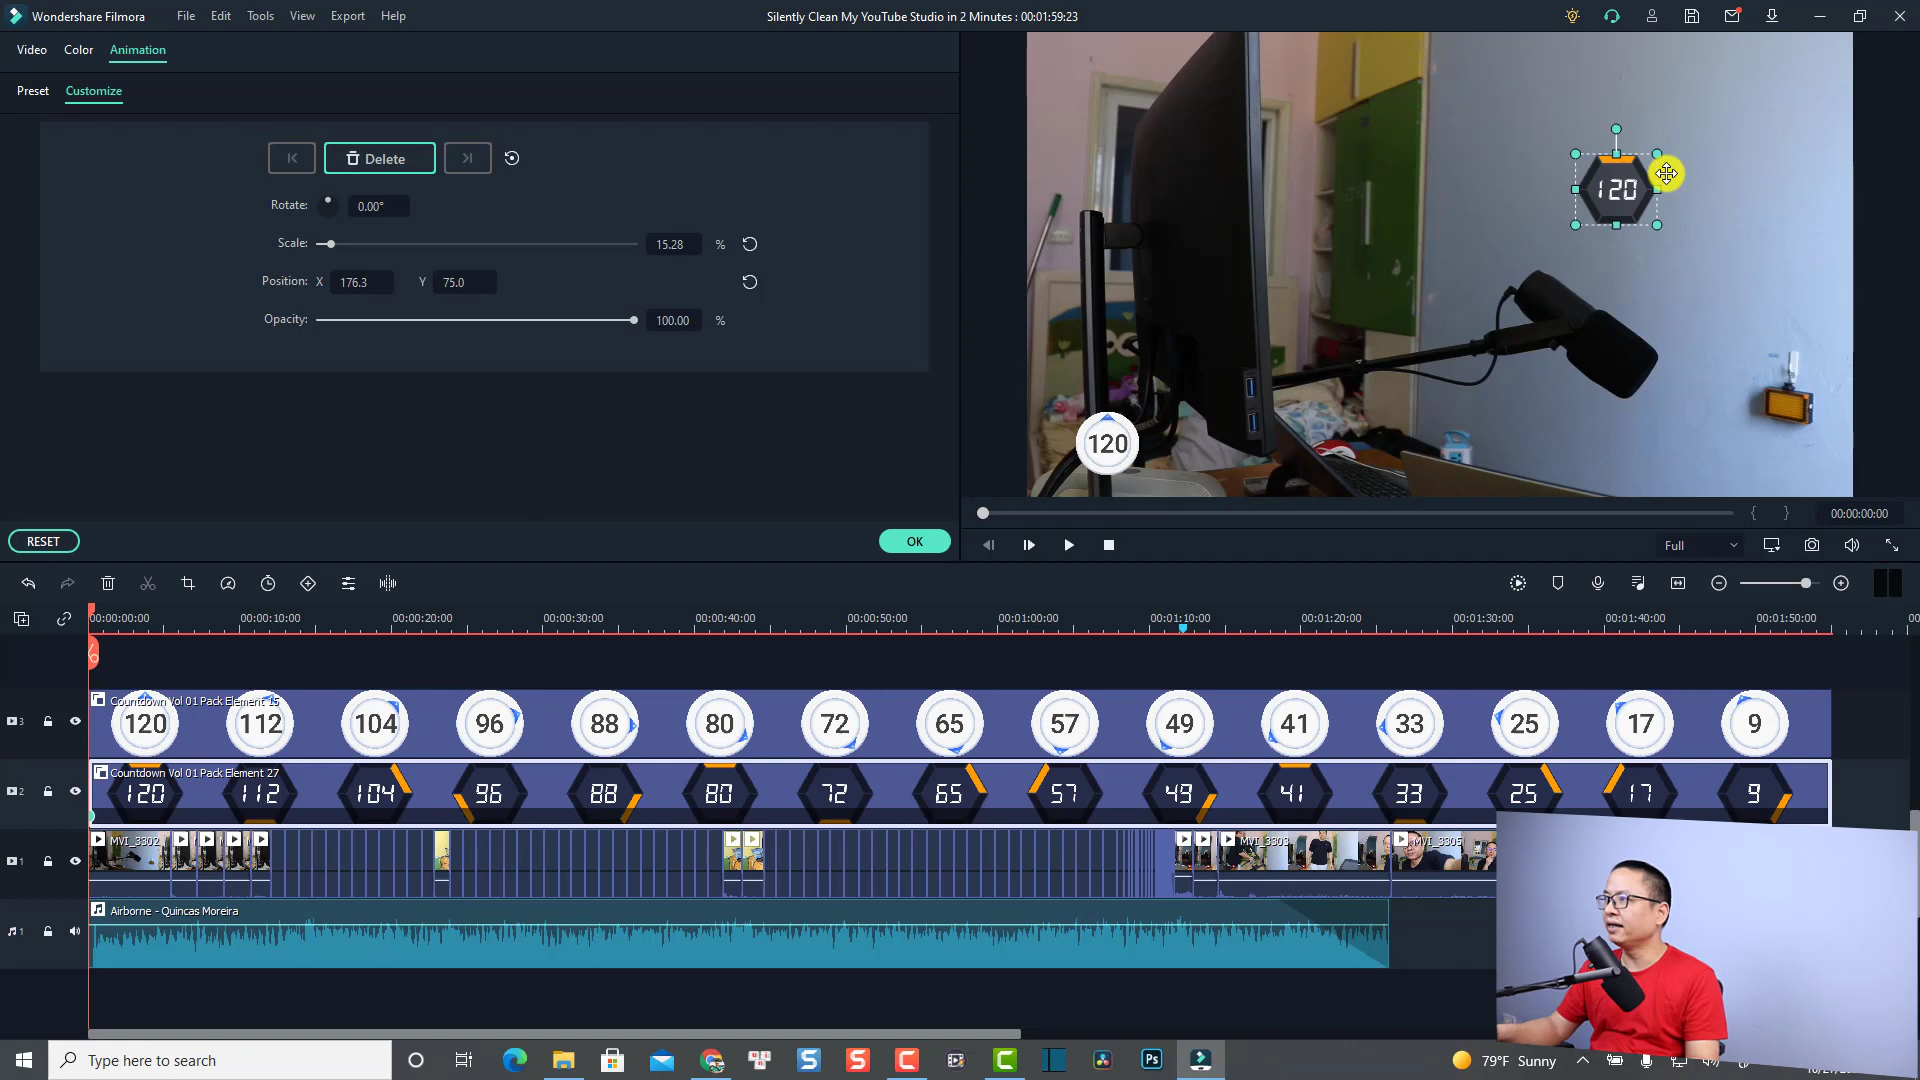 Wondershare Filmora
File
Edit
Tools
View
Export
Help
Silently Clean My YouTube Studio in 2 Minutes : 00:01:59:23
Video
Color
Animation
Preset
Customize
Delete
Rotate:
0.00°
Scale:
15.28
%
Position:
X
176.3
Y
75.0
Opacity:
100.00
%
RESET
OK
120
120
00:00:00:00
Full
00:00:00:00
00:00:10:00
00:00:20:00
00:00:30:00
00:00:40:00
00:00:50:00
00:01:00:00
00:01:10:00
00:01:20:00
00:01:30:00
00:01:40:00
00:01:50:00
00
3
Countdown Vol 01 Pack Element 15
120
112
104
96
88
80
72
65
57
49
41
33
25
17
9
2
Countdown Vol 01 Pack Element 27
120
112
104
96
88
80
72
65
57
49
41
33
25
17
9
1
MVI_3302
MVI_3303
MVI_3305
1
Airborne - Quincas Moreira
Type here to search
Ps
79°F Sunny